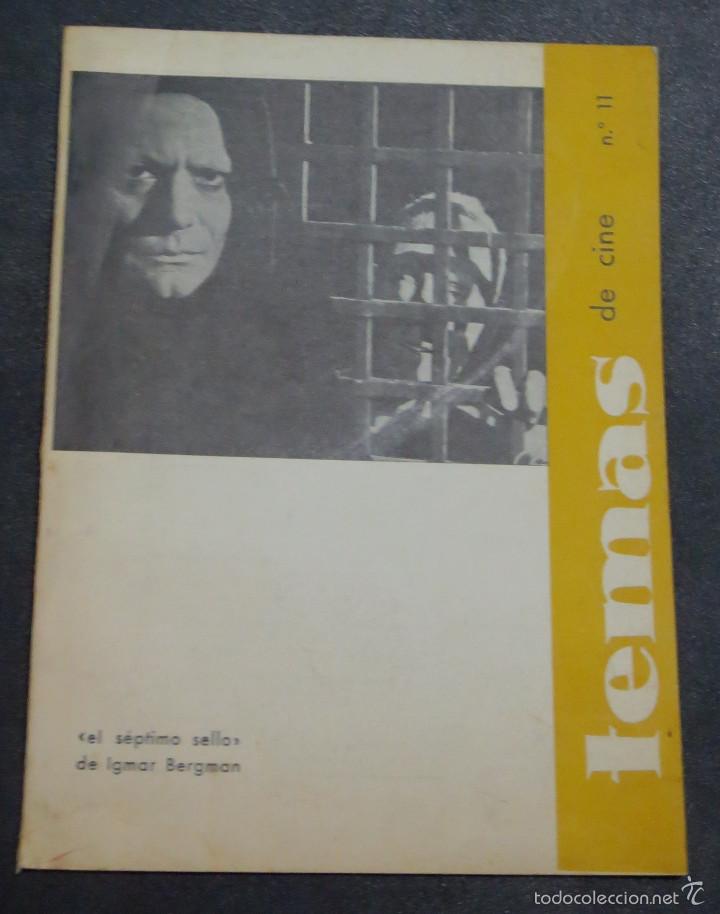 temas de cine n.º 11
«el séptimo sello»
de Igmar Bergman
todocoleccion.net